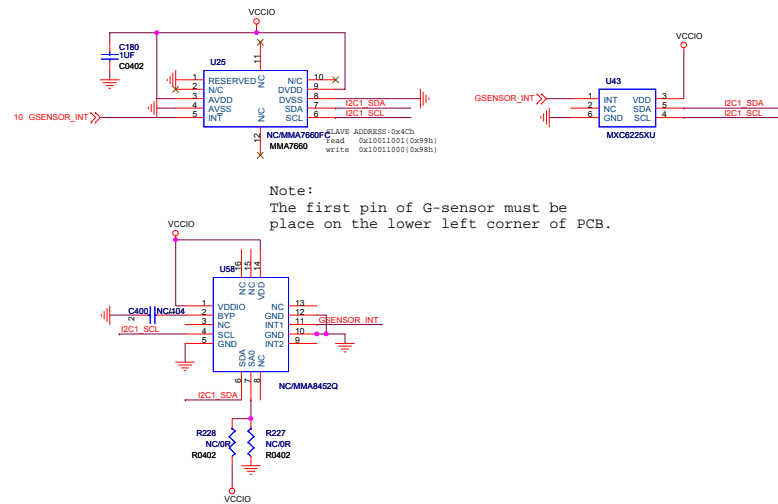 VCCIO
C180
1UF
C0402
U25
11
NC
1 RESERVED
2 N/C
3 AVDD
4 AVSS
5 INT
N/C 10
DVDD 9
DVSS 8
SDA 7 I2C1_SDA
SCL 6 I2C1_SCL
N/C
12
10 GSENSOR_INT
NC/MMA7660FC
MMA7660
SLAVE ADDRESS:0x4Ch
read 0x10011001(0x99h)
write 0x10011000(0x98h)
VCCIO
U43
GSENSOR_INT
1 INT
2 NC
6 GND
VDD 3
SDA 5 I2C1_SDA
SCL 4 I2C1_SCL
MXC6225XU
Note:
The first pin of G-sensor must be
place on the lower left corner of PCB.
VCCIO
U58
16 15 14
NC NC VDD
C400 NC/104
2
I2C1_SCL
1 VDDIO
2 BYP
3 NC
4 SCL
5 GND
NC 13
GND 12
INT1 11 GSENSOR_INT
GND 10
INT2 9
SDA SA0 NC
6 7 8
NC/MMA8452Q
I2C1_SDA
R228
NC/0R
R0402
R227
NC/0R
R0402
VCCIO